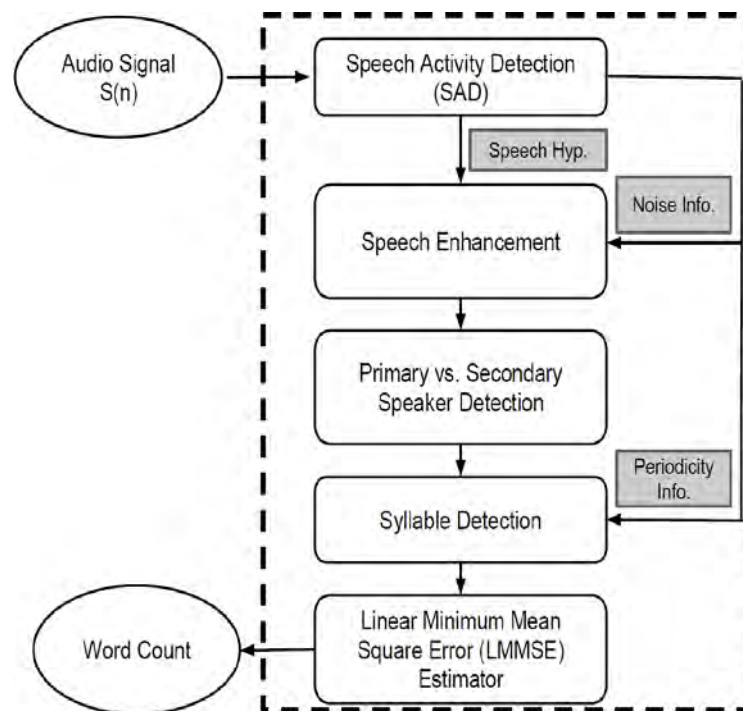 Audio Signal
S(n)
Speech Activity Detection
(SAD)
Speech Hyp.
Noise Info.
Speech Enhancement
Primary vs. Secondary
Speaker Detection
Periodicity
Info.
Syllable Detection
Linear Minimum Mean
Square Error (LMMSE)
Estimator
Word Count